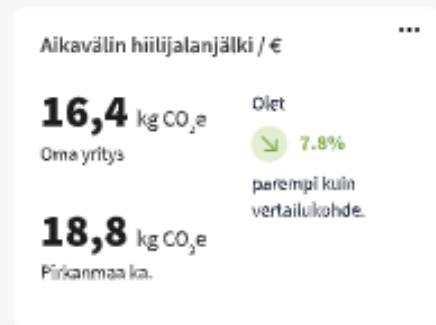 Aikavälin hiilijalanjälki / €
16,4 kg CO₂e
Oma yritys
18,8 kg CO₂e
Pirkanmaa ka.
Olet
7.8%
parempi kuin
vertailukohde.